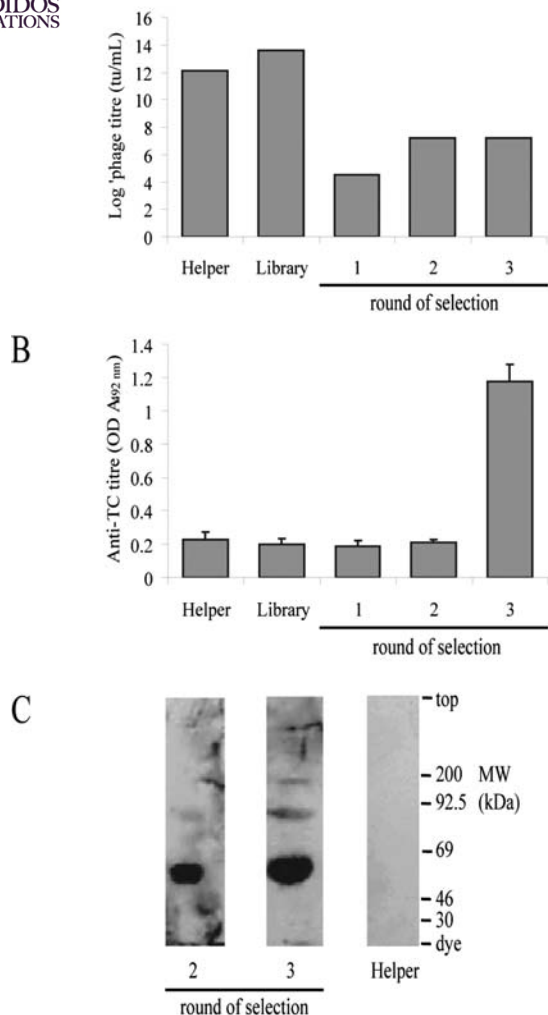 ATIONS
16
14
12
10
8
6
4
2
0
Log 'phage titre (tu/mL)
Helper Library 1 2 3
round of selection
B
1.4
1.2
1
0.8
0.6
0.4
0.2
0
Anti-TC titre (OD A492 nm)
Helper Library 1 2 3
round of selection
C
top
200 MW
92.5 (kDa)
69
46
30
dye
2 3 Helper
round of selection